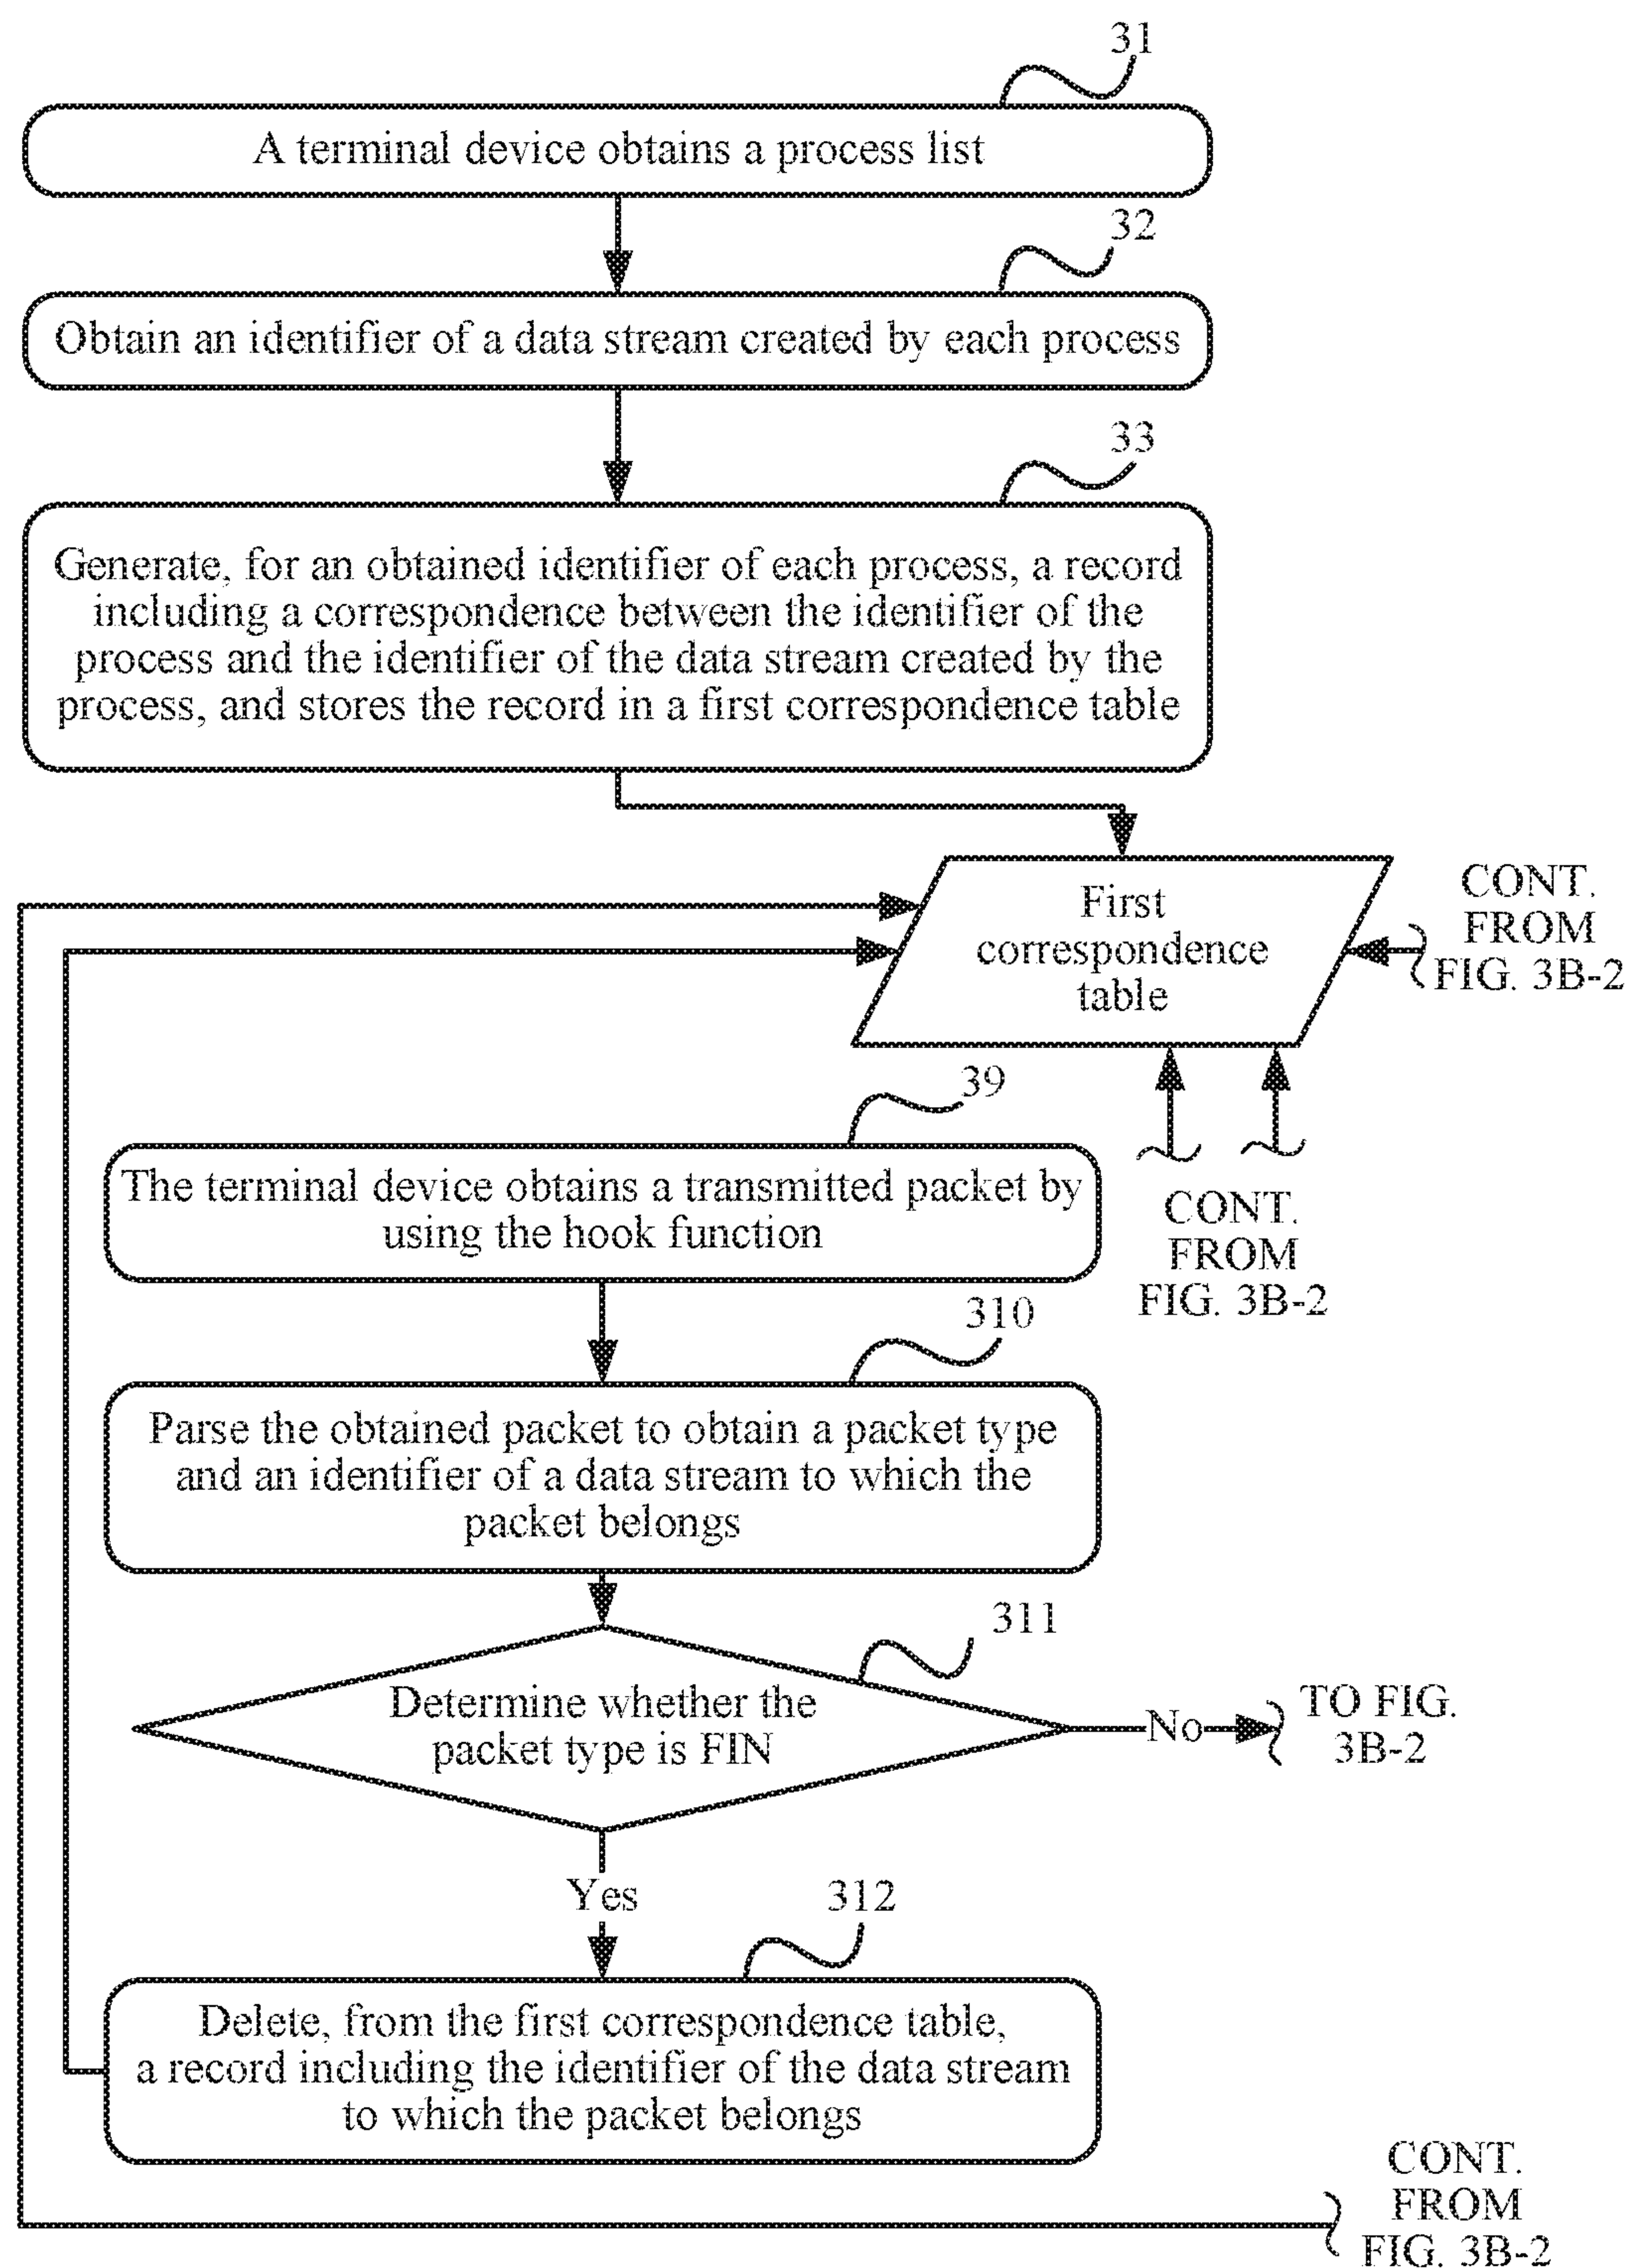 31
A terminal device obtains a process list
32
Obtain an identifier of a data stream created by each process
33
Generate, for an obtained identifier of each process, a record
including a correspondence between the identifier of the
process and the identifier of the data stream created by the
process, and stores the record in a first correspondence table
First
correspondence
table
CONT.
FROM
FIG. 3B-2
39
The terminal device obtains a transmitted packet by
using the hook function
CONT.
FROM
FIG. 3B-2
310
Parse the obtained packet to obtain a packet type
and an identifier of a data stream to which the
packet belongs
311
Determine whether the
packet type is FIN
No
TO FIG.
3B-2
Yes
312
Delete, from the first correspondence table,
a record including the identifier of the data stream
to which the packet belongs
CONT.
FROM
FIG. 3B-2